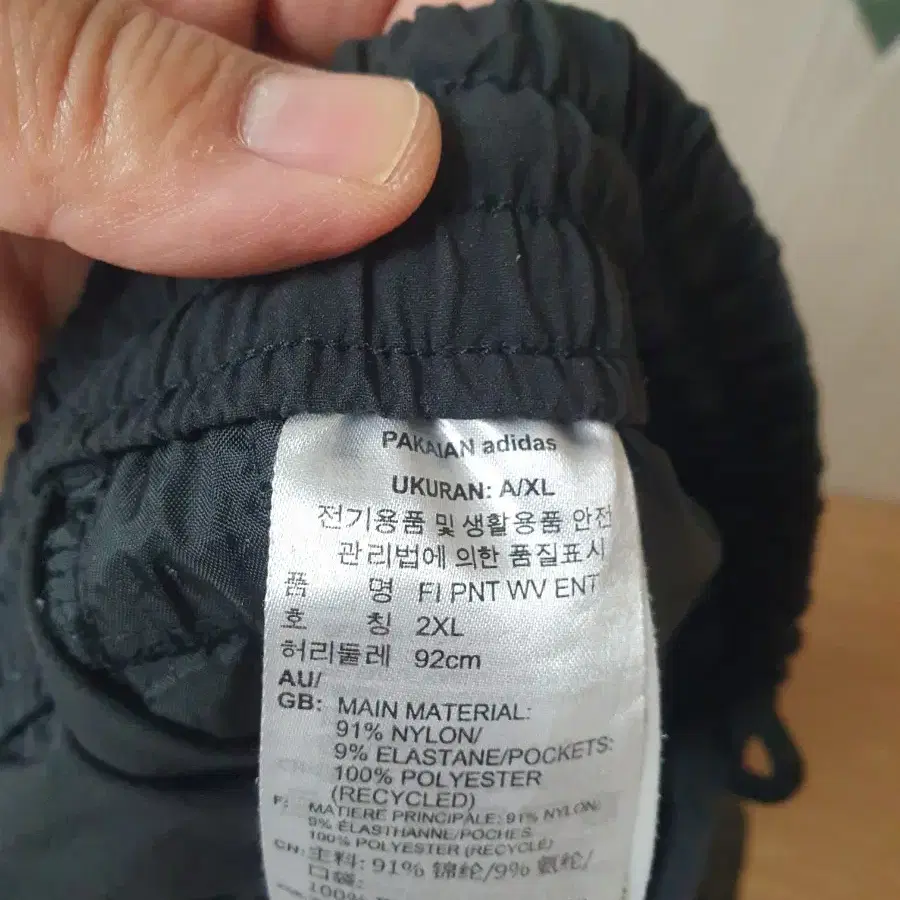 PAKAIAN adidas
UKURAN: A/XL
전기용품 및 생활용품 안전
관리법에 의한 품질표시
품 명 FI PNT WV ENT
호 칭 2XL
허리둘레 92cm
AU/
GB: MAIN MATERIAL:
91% NYLON/
9% ELASTANE/POCKETS:
100% POLYESTER
(RECYCLED)
F: MATIERE PRINCIPALE: 91% NYLON/
9% ÉLASTHANNE/POCHES:
100% POLYESTER (RECYCLÉ)
CN: 主料: 91% 锦纶/9% 氨纶/
口袋:
100%